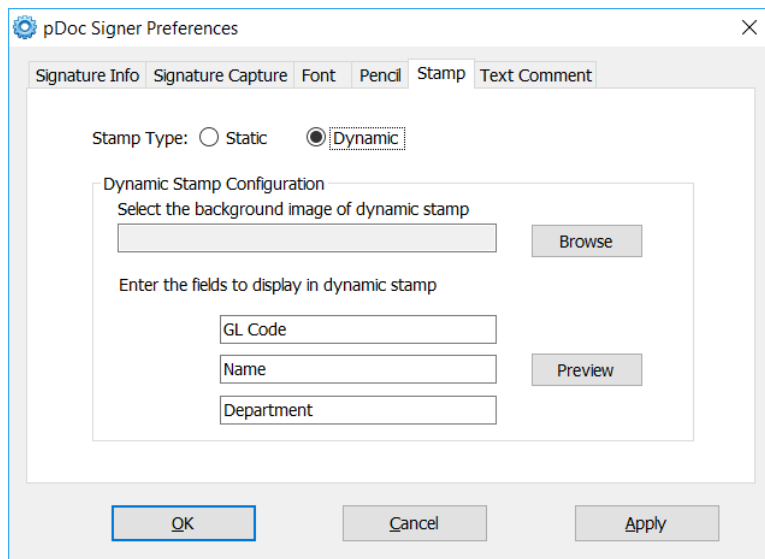 pDoc Signer Preferences
Signature Info Signature Capture Font Pencil Stamp Text Comment
Stamp Type: Static Dynamic
Dynamic Stamp Configuration
Select the background image of dynamic stamp
Browse
Enter the fields to display in dynamic stamp
GL Code
Name Preview
Department
OK Cancel Apply